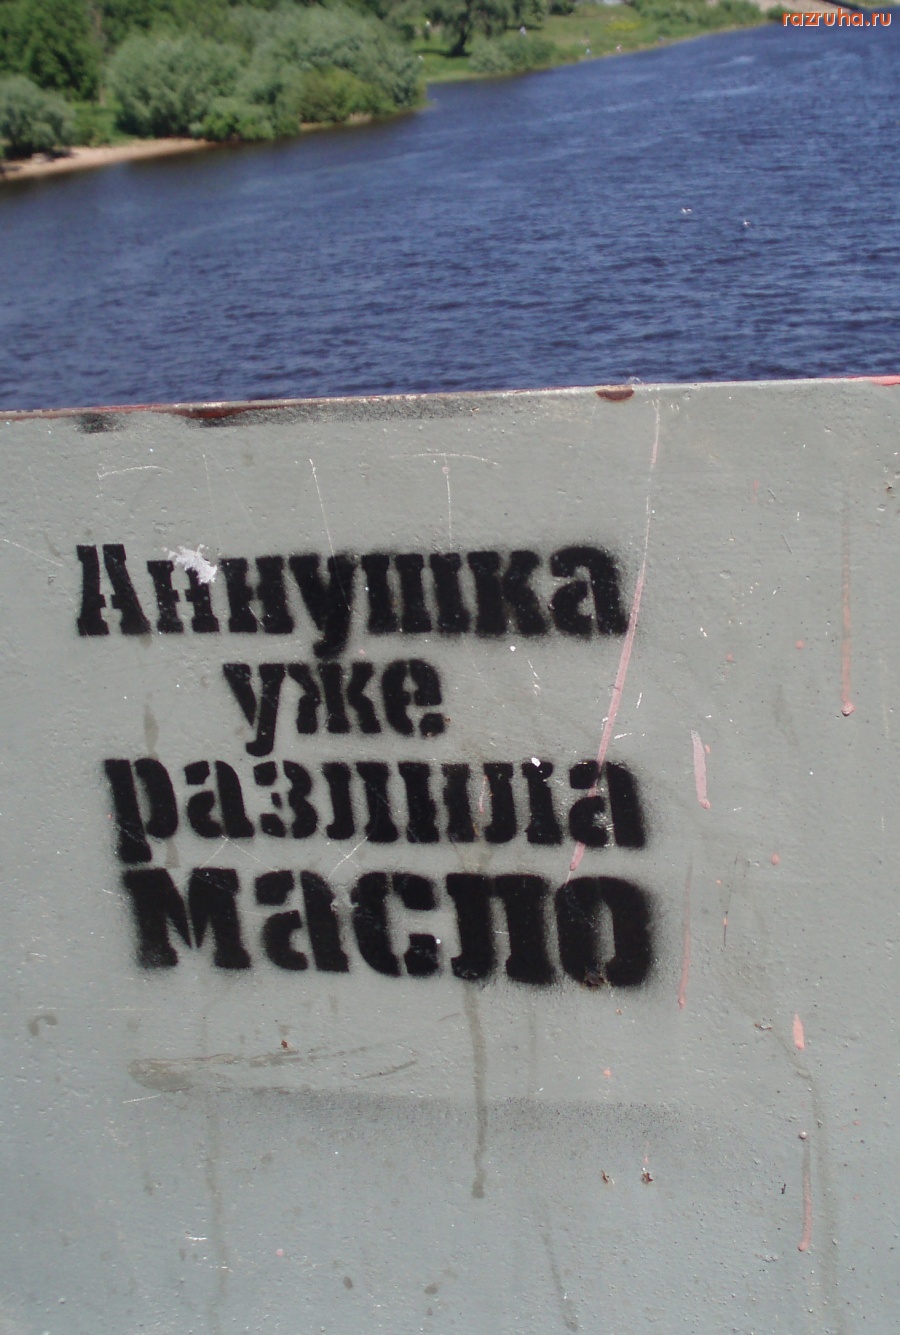 razruha.ru
Аннушка
уже
разлила
масло